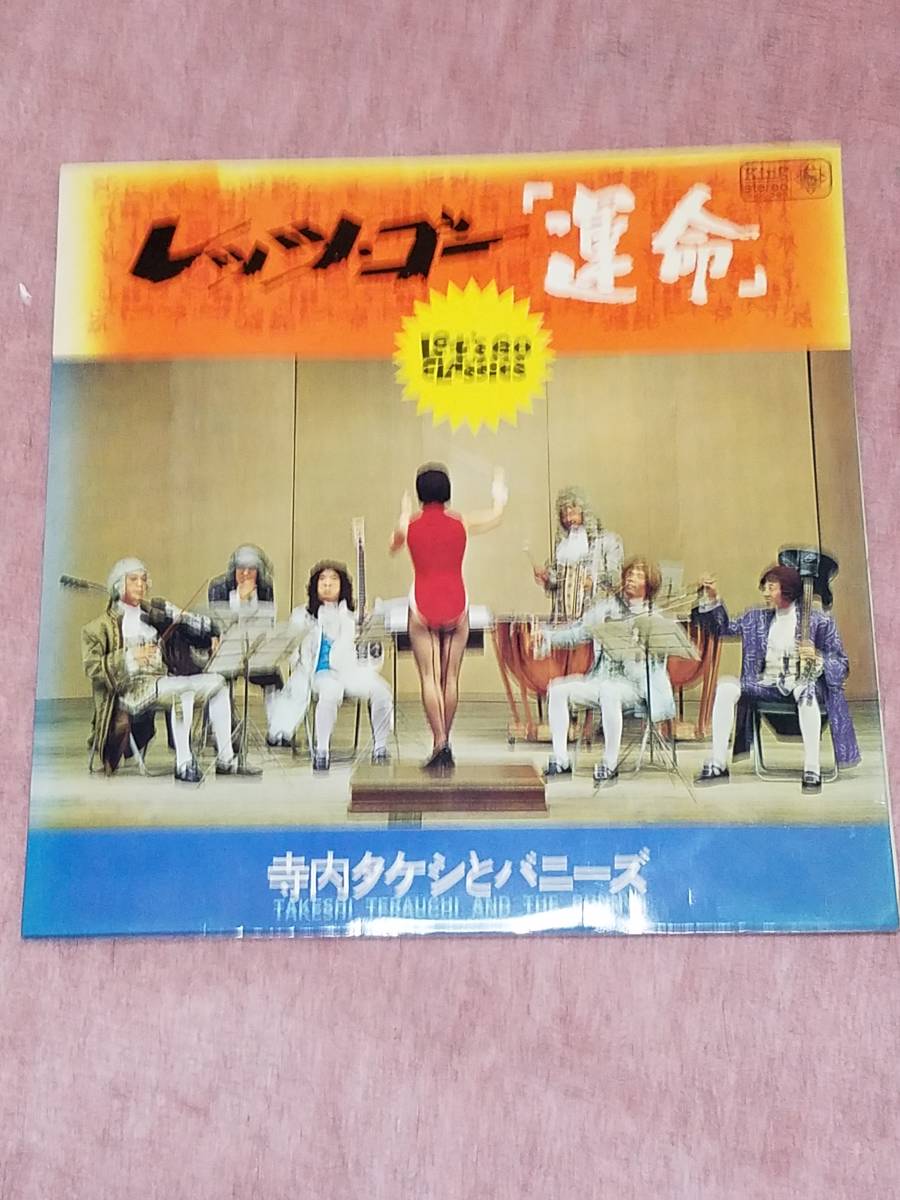 King
stereo
レッツ・ゴー「運命」
Let's Go
Classics
寺内タケシとバニーズ
TAKESHI TERAUCHI AND THE